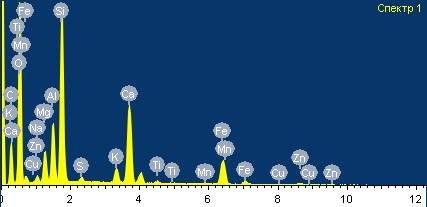 Спектр 1
Fe
Si
Ti
Mn
O
C
Al
Ca
K
Mg
Na
Ca
Fe
Zn
Mn
Cu
S
K
Ti
Ti
Mn
Fe
Cu
Zn
Cu
Zn
0 2 4 6 8 10 12